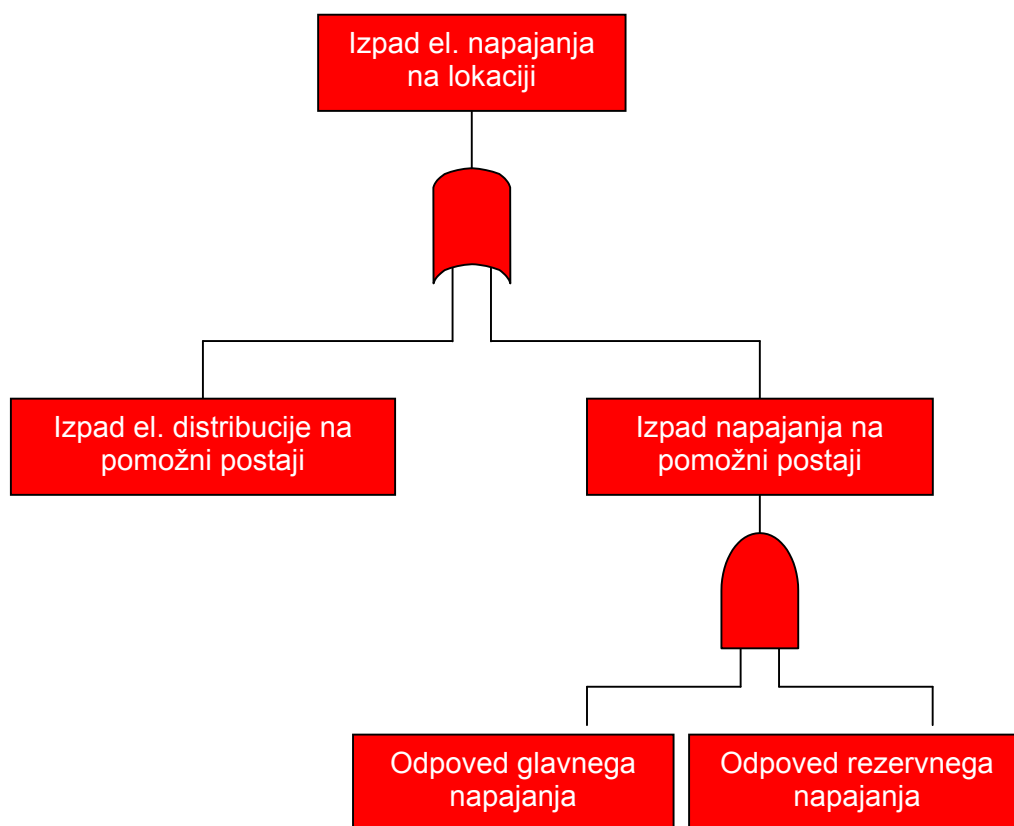 Izpad el. napajanja
na lokaciji
Izpad el. distribucije na
pomožni postaji
Izpad napajanja na
pomožni postaji
Odpoved glavnega
napajanja
Odpoved rezervnega
napajanja